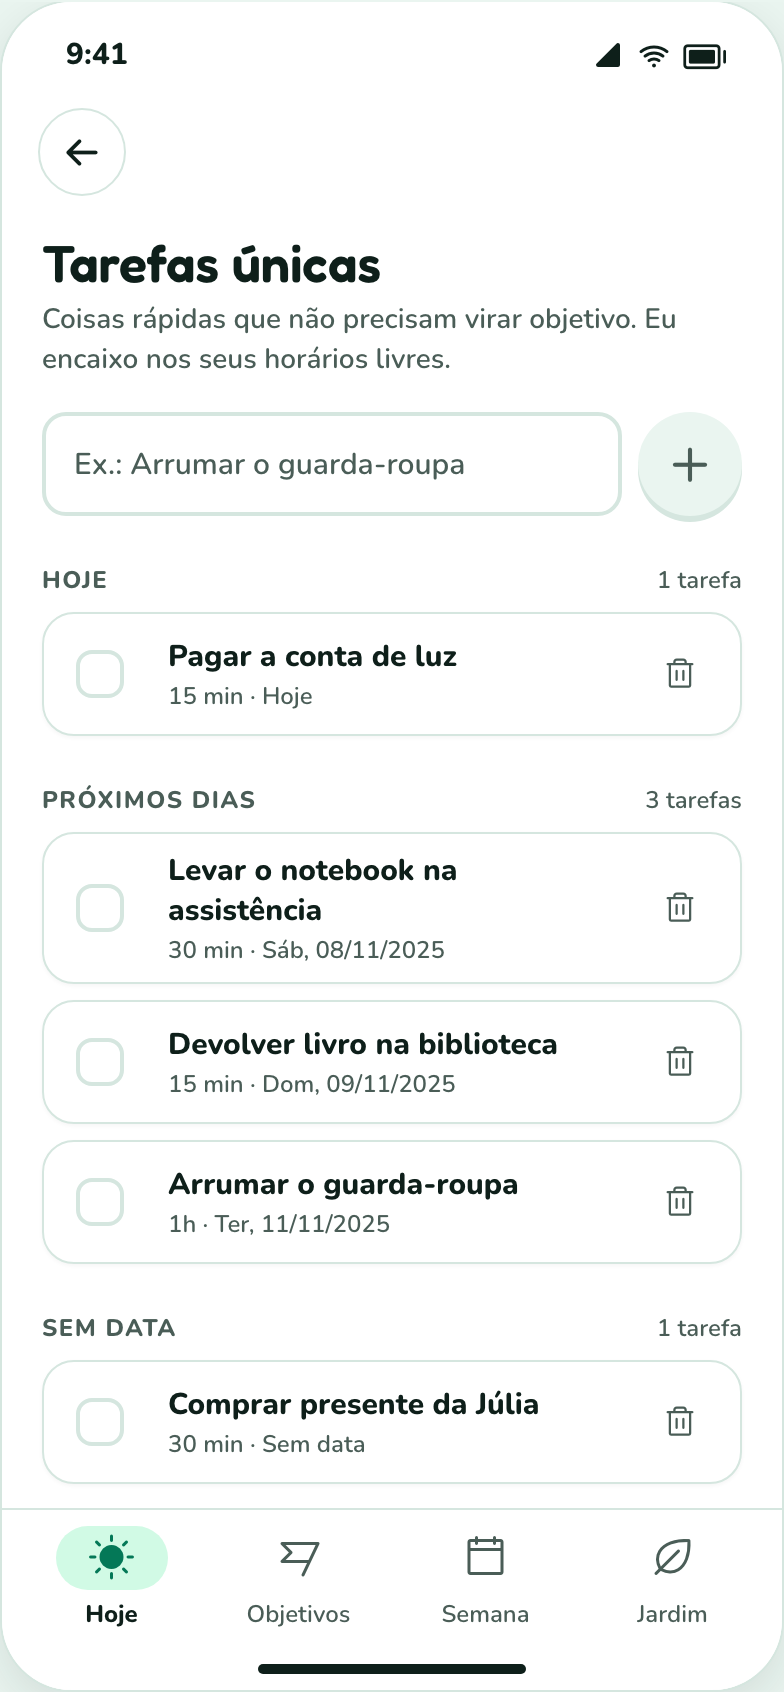 9:41
Tarefas únicas
Coisas rápidas que não precisam virar objetivo. Eu
encaixo nos seus horários livres.
Ex.: Arrumar o guarda-roupa
HOJE 1 tarefa
Pagar a conta de luz
15 min · Hoje
PRÓXIMOS DIAS 3 tarefas
Levar o notebook na
assistência
30 min · Sáb, 08/11/2025
Devolver livro na biblioteca
15 min · Dom, 09/11/2025
Arrumar o guarda-roupa
1h · Ter, 11/11/2025
SEM DATA 1 tarefa
Comprar presente da Júlia
30 min · Sem data
Hoje Objetivos Semana Jardim